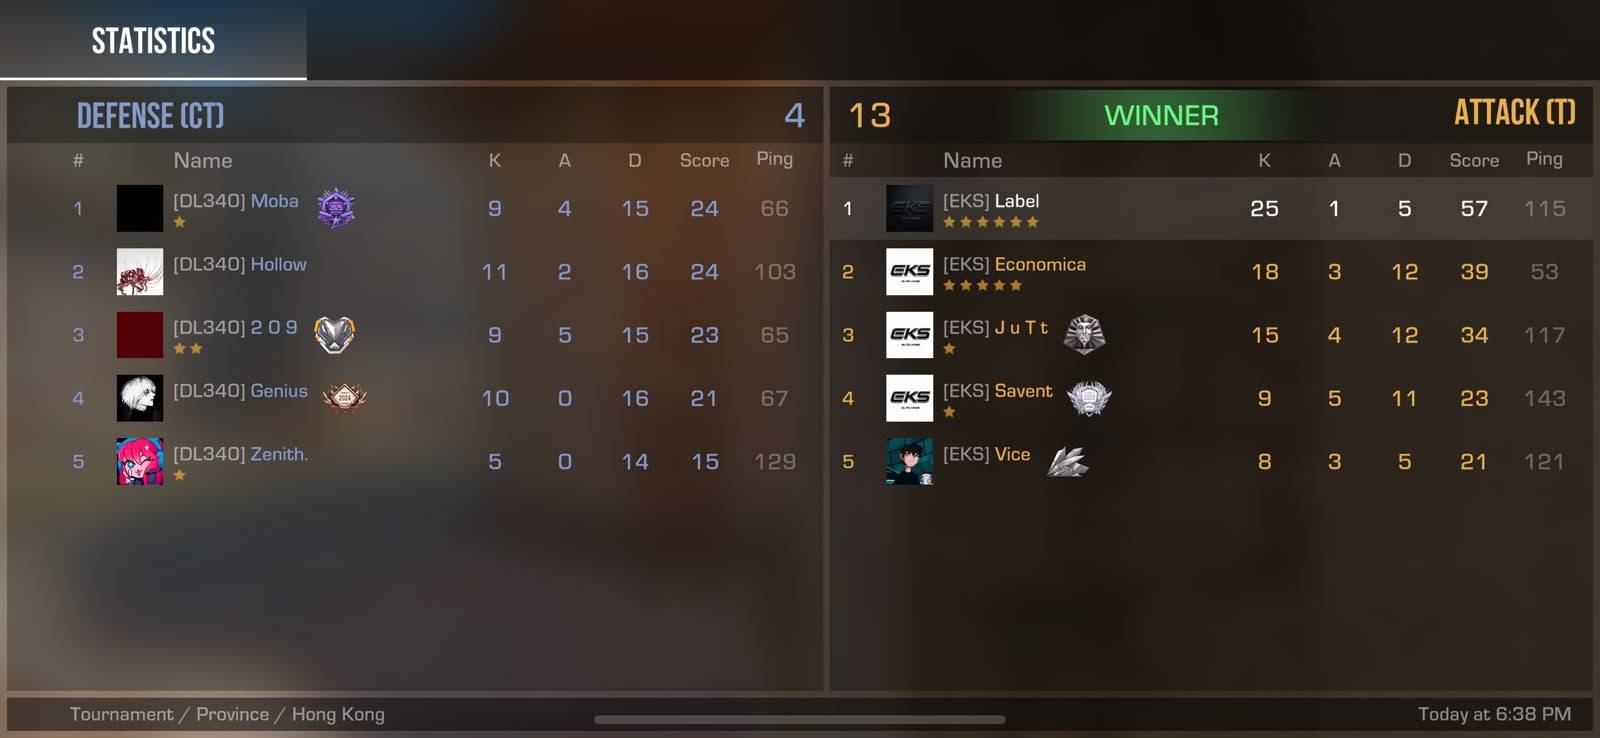 STATISTICS
DEFENSE (CT) 4
# Name K A D Score Ping
1 [DL340] Moba 9 4 15 24 66
2 [DL340] Hollow 11 2 16 24 103
3 [DL340] 2 0 9 9 5 15 23 65
4 [DL340] Genius 2024 10 0 16 21 67
5 [DL340] Zenith. 5 0 14 15 129
13 WINNER ATTACK (T)
# Name K A D Score Ping
1 EKS [EKS] Label 25 1 5 57 115
2 EKS [EKS] Economica 18 3 12 39 53
3 EKS [EKS] J u T t 15 4 12 34 117
4 EKS [EKS] Savent 9 5 11 23 143
5 [EKS] Vice 8 3 5 21 121
Tournament / Province / Hong Kong
Today at 6:38 PM